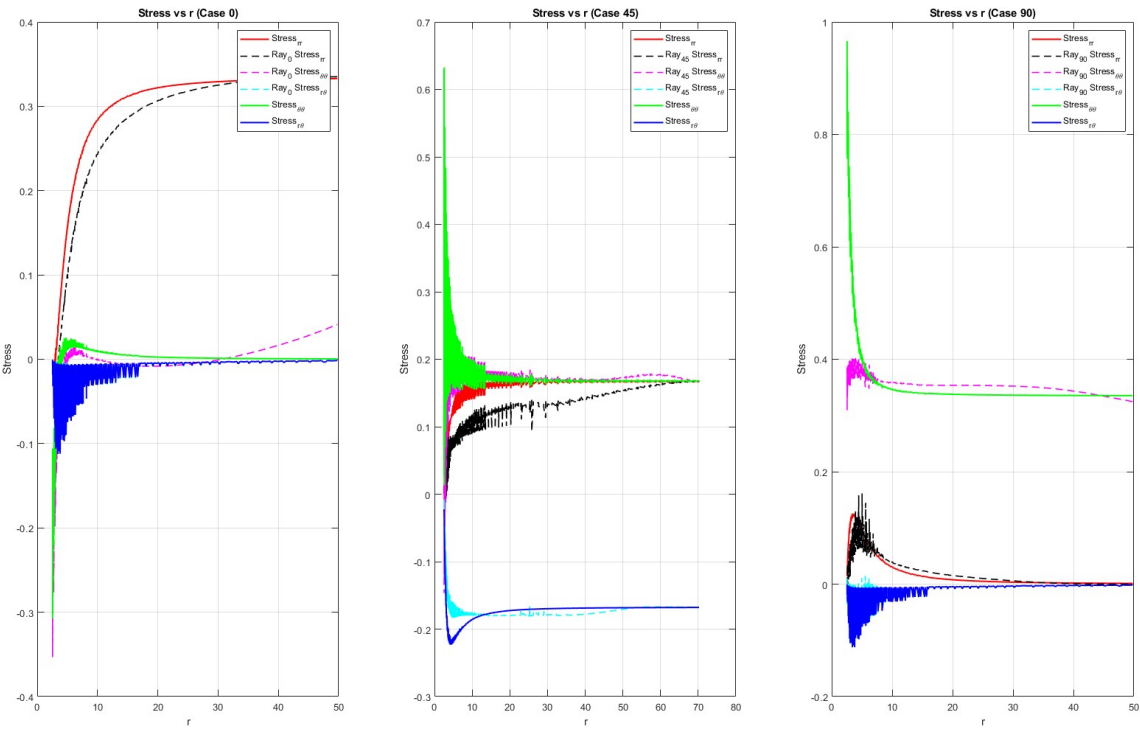 Stress vs r (Case 0)
0.4
0.3
0.2
0.1
0
-0.1
-0.2
-0.3
-0.4
Stress
0 10 20 30 40 50
r
Stress_rr
Ray_0 Stress_rr
Ray_0 Stress_θθ
Ray_0 Stress_rθ
Stress_θθ
Stress_rθ
Stress vs r (Case 45)
0.7
0.6
0.5
0.4
0.3
0.2
0.1
0
-0.1
-0.2
-0.3
Stress
0 10 20 30 40 50 60 70 80
r
Stress_rr
Ray_45 Stress_rr
Ray_45 Stress_θθ
Ray_45 Stress_rθ
Stress_θθ
Stress_rθ
Stress vs r (Case 90)
1
0.8
0.6
0.4
0.2
0
-0.2
Stress
0 10 20 30 40 50
r
Stress_rr
Ray_90 Stress_rr
Ray_90 Stress_θθ
Ray_90 Stress_rθ
Stress_θθ
Stress_rθ